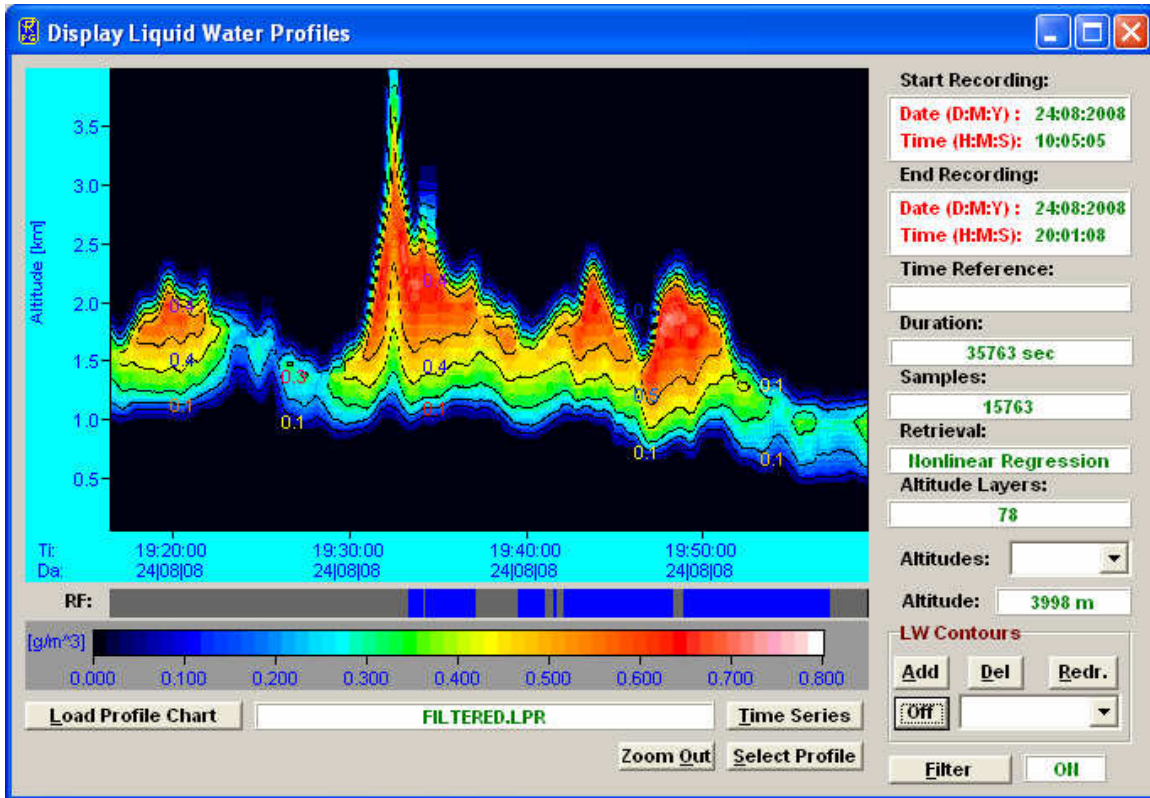 Display Liquid Water Profiles
3.5
3.0
2.5
2.0
1.5
1.0
0.5
Altitude [km]
0.4
0.4
0.1
0.3
0.1
0.4
0.4
0.1
0.5
0.1
0.1
0.1
Ti: 19:20:00 19:30:00 19:40:00 19:50:00
Da: 24|08|08 24|08|08 24|08|08 24|08|08
RF:
[g/m^3]
0.000 0.100 0.200 0.300 0.400 0.500 0.600 0.700 0.800
Load Profile Chart FILTERED.LPR Time Series
Zoom Out Select Profile
Start Recording:
Date (D:M:Y) : 24:08:2008
Time (H:M:S): 10:05:05
End Recording:
Date (D:M:Y) : 24:08:2008
Time (H:M:S): 20:01:08
Time Reference:
Duration:
35763 sec
Samples:
15763
Retrieval:
Nonlinear Regression
Altitude Layers:
78
Altitudes:
Altitude: 3998 m
LW Contours
Add Del Redr.
Off
Filter ON